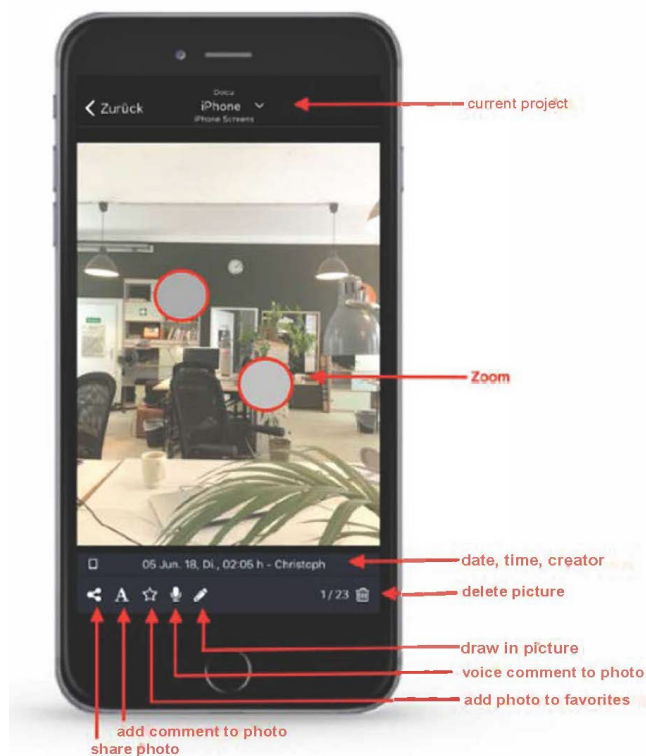 Docu
Zurück
iPhone
iPhone Screens
current project
Zoom
05 Jun. 18, Di., 02:05 h - Christoph
date, time, creator
A
1/23
delete picture
draw in picture
voice comment to photo
add photo to favorites
add comment to photo
share photo